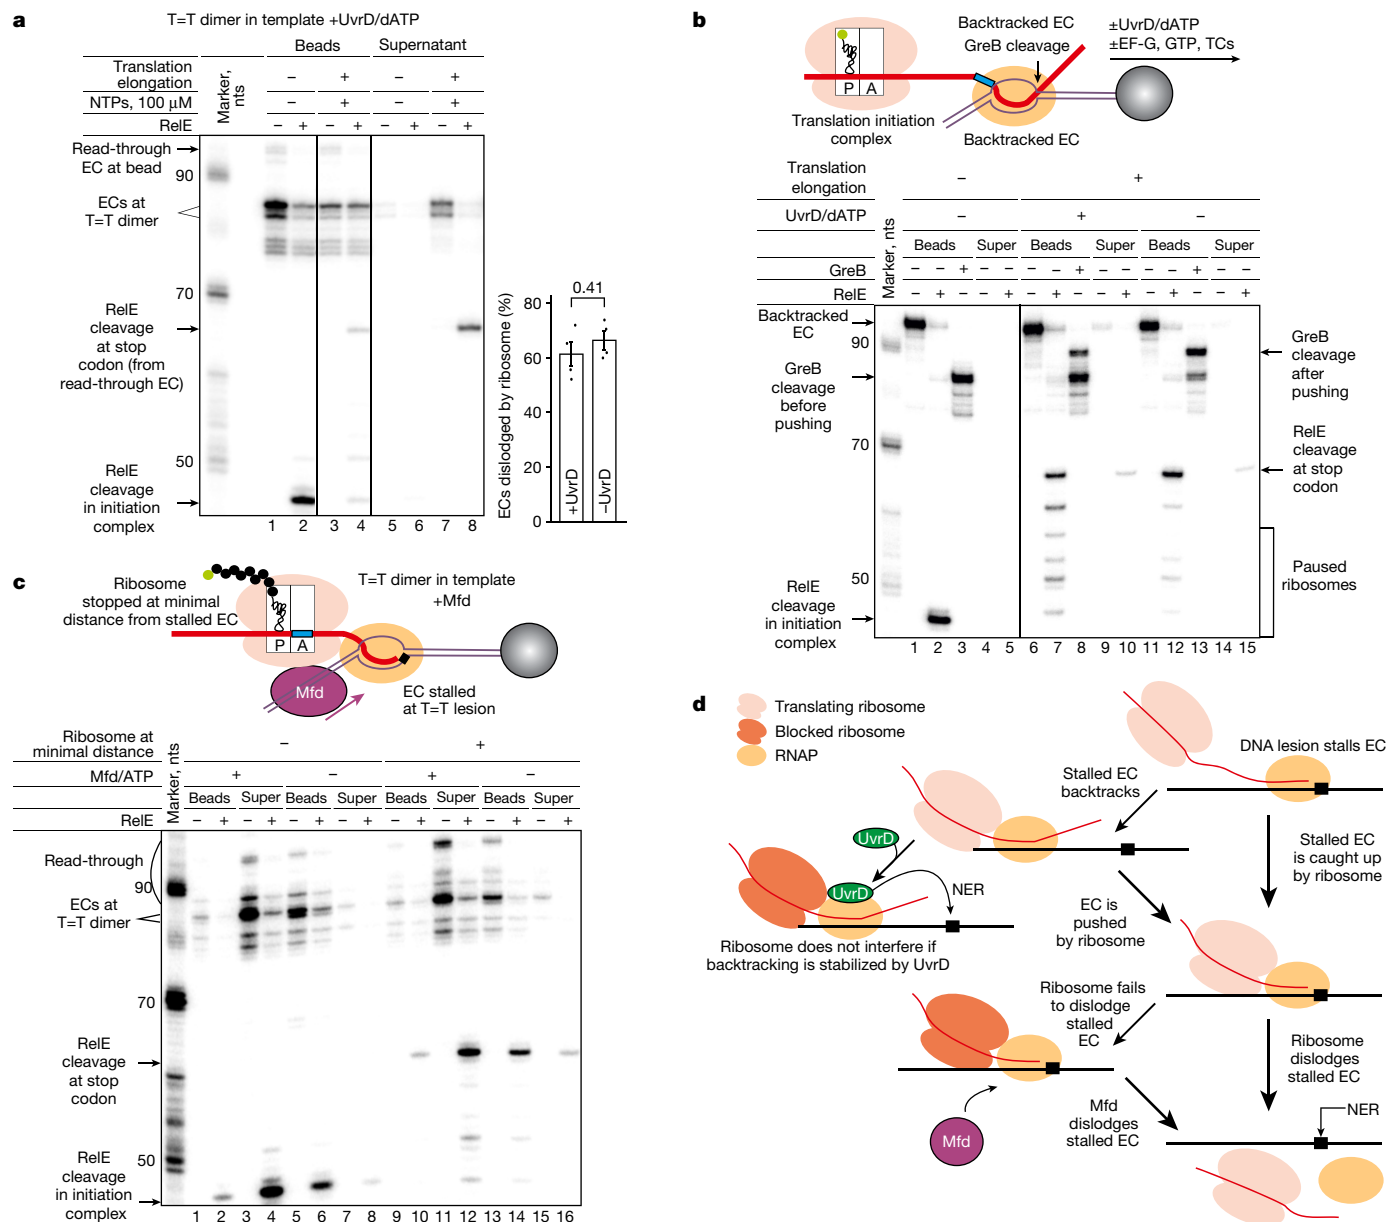 a
T=T dimer in template +UvrD/dATP
Beads
Supernatant
Translation
elongation
–
+
+
NTPs, 100 μM
–
+
+
RelE
– + – + – + – +
Marker, nts
Read-through
EC at bead
90
ECs at
T=T dimer
70
RelE
cleavage
at stop
codon (from
read-through EC)
50
RelE
cleavage
in initiation
complex
1 2 3 4 5 6 7 8
ECs dislodged by ribosome (%)
0.41
80
60
40
20
0
+UvrD
–UvrD
b
Backtracked EC
GreB cleavage
±UvrD/dATP
±EF-G, GTP, TCs
P A
Translation initiation
complex
Backtracked EC
Translation
elongation
–
+
UvrD/dATP
–
+
–
Marker, nts
Beads Super Beads Super Beads Super
GreB
– – + – – – – + – – – – + – –
RelE
– + – – + – + – – + – + – – +
Backtracked
EC
90
GreB
cleavage
before
pushing
70
50
RelE
cleavage
in initiation
complex
GreB
cleavage
after
pushing
RelE
cleavage
at stop
codon
Paused
ribosomes
1 2 3 4 5 6 7 8 9 10 11 12 13 14 15
c
Ribosome
stopped at minimal
distance from stalled EC
T=T dimer in template
+Mfd
P A
Mfd
EC stalled
at T=T lesion
Ribosome at
minimal distance
–
+
Mfd/ATP
+
–
+
–
Marker, nts
Beads Super Beads Super Beads Super Beads Super
RelE
– + – + – + – + – + – + – + – +
Read-through
90
ECs at
T=T dimer
70
RelE
cleavage
at stop
codon
50
RelE
cleavage
in initiation
complex
1 2 3 4 5 6 7 8 9 10 11 12 13 14 15 16
d
Translating ribosome
Blocked ribosome
RNAP
DNA lesion stalls EC
Stalled EC
backtracks
Stalled EC
is caught up
by ribosome
UvrD
UvrD
NER
Ribosome does not interfere if
backtracking is stabilized by UvrD
EC is
pushed
by ribosome
Ribosome fails
to dislodge
stalled
EC
Ribosome
dislodges
stalled EC
Mfd
Mfd
dislodges
stalled EC
NER